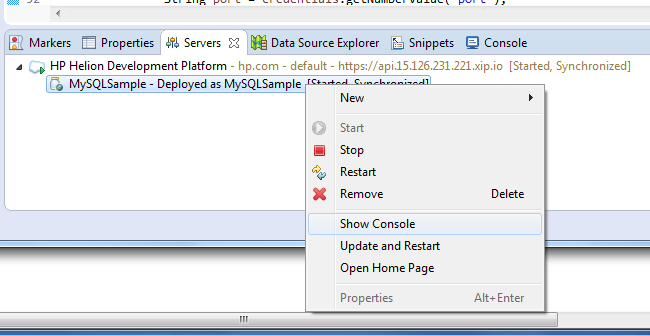 92 String port = credentials.getNumberValue("port");
Markers Properties Servers Data Source Explorer Snippets Console
HP Helion Development Platform - hp.com - default - https://api.15.126.231.221.xip.io [Started, Synchronized]
MySQLSample - Deployed as MySQLSample [Started, Synchronized]
New
Start
Stop
Restart
Remove Delete
Show Console
Update and Restart
Open Home Page
Properties Alt+Enter